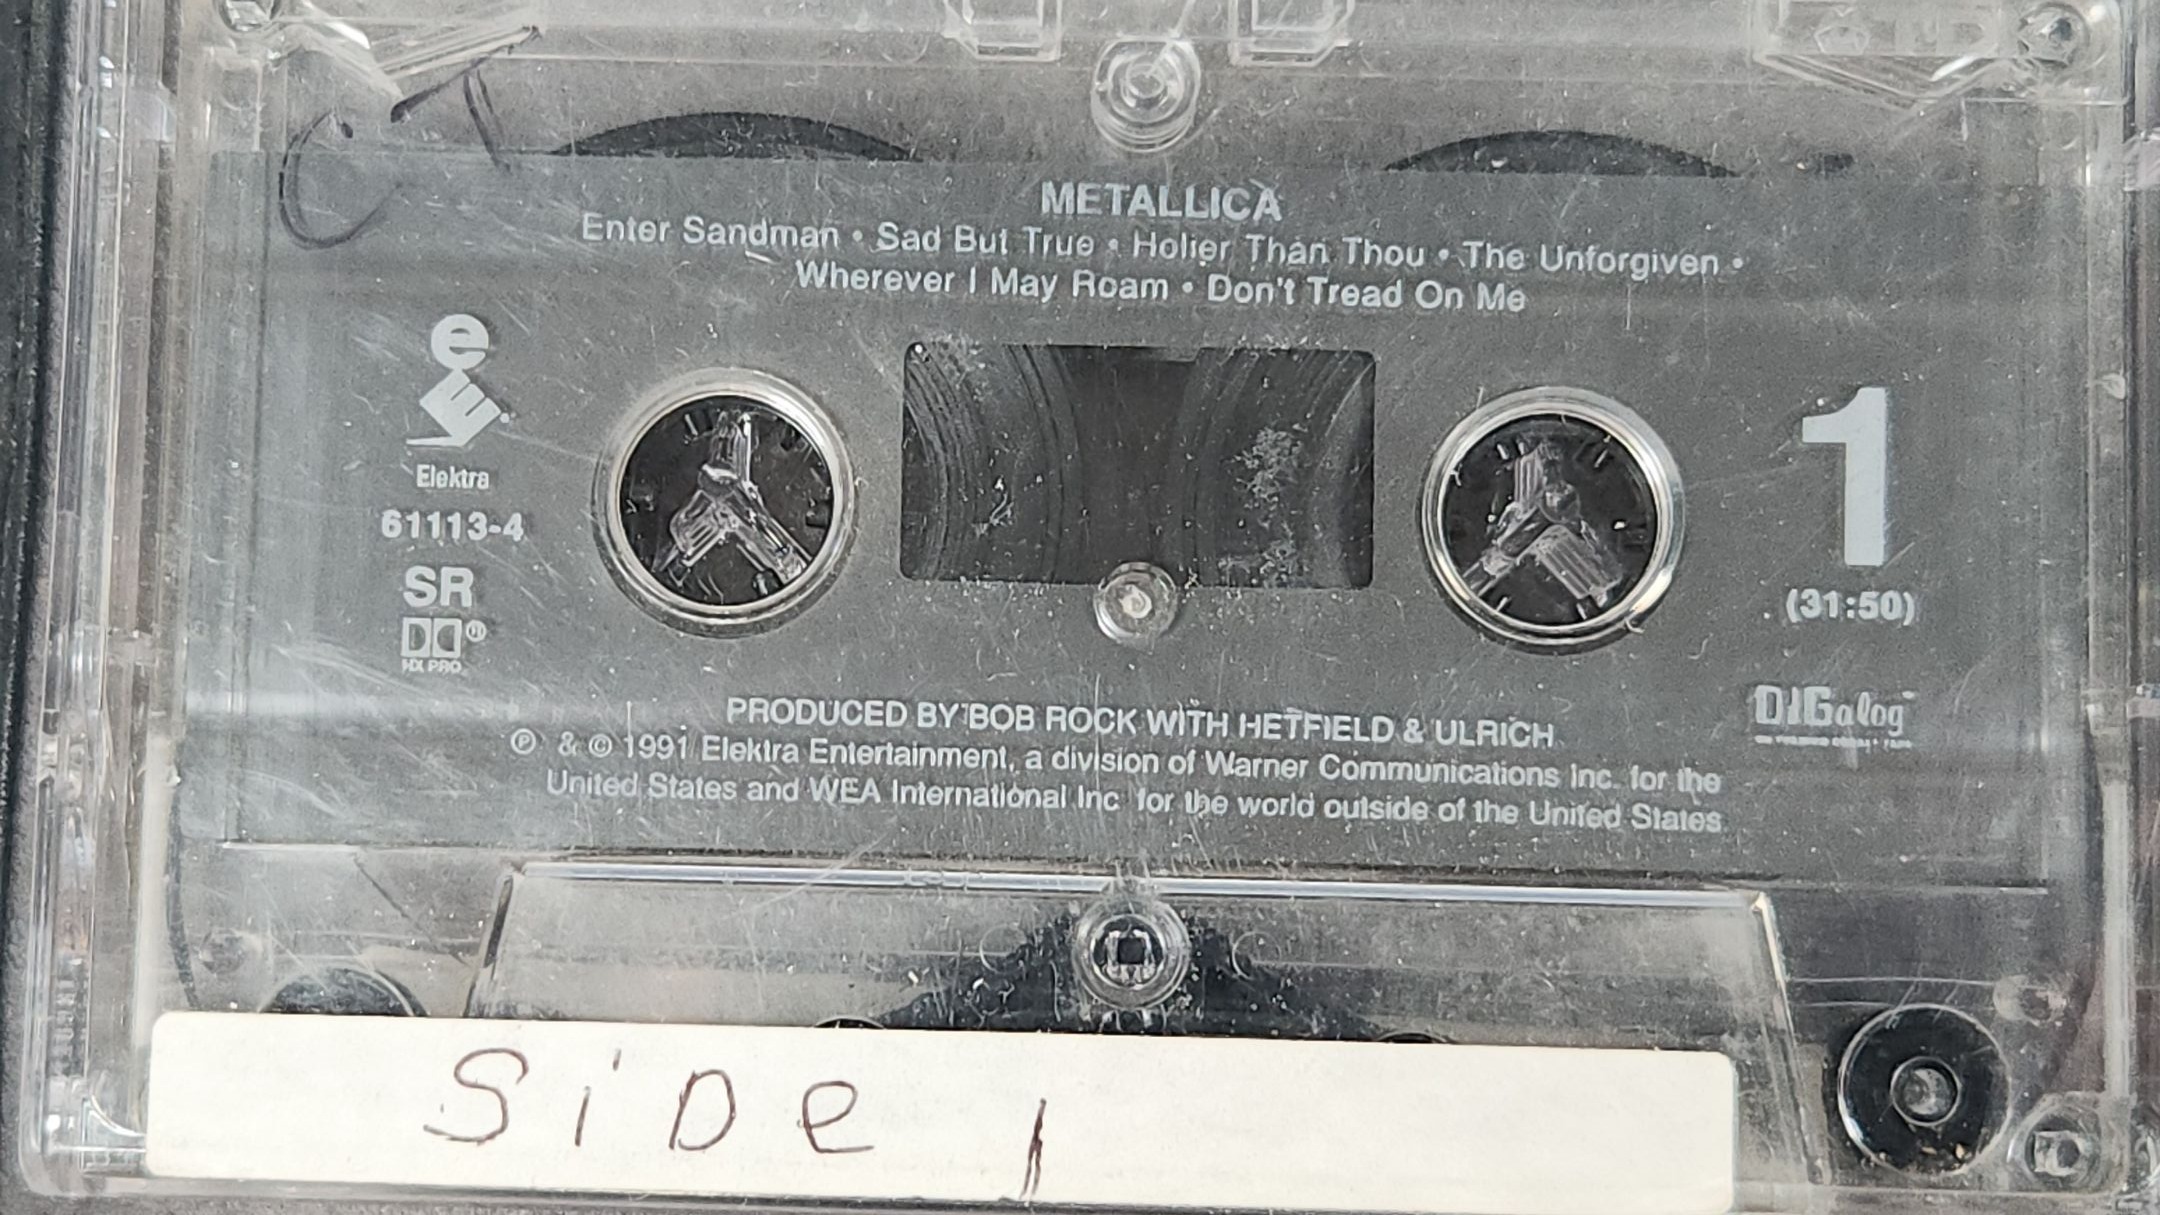 CT
METALLICA
Enter Sandman • Sad But True • Holier Than Thou • The Unforgiven •
Wherever I May Roam • Don't Tread On Me
e
E®
Elektra
61113-4
SR
HX PRO
1
(31:50)
DIGalog™
PRODUCED BY BOB ROCK WITH HETFIELD & ULRICH
℗ & © 1991 Elektra Entertainment, a division of Warner Communications Inc. for the
United States and WEA International Inc for the world outside of the United States
SiDe 1